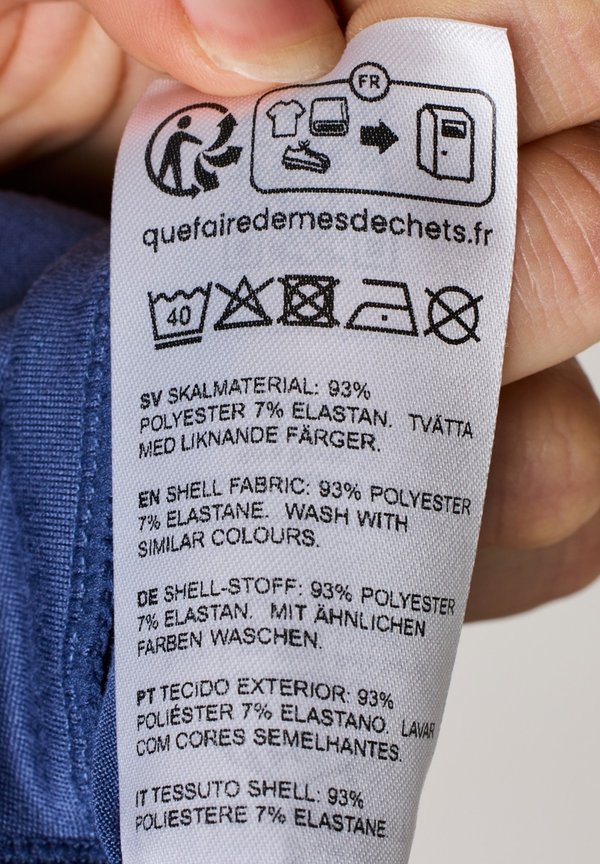 FR
quefairedemesdechets.fr
40
SV SKALMATERIAL: 93%
POLYESTER 7% ELASTAN. TVÄTTA
MED LIKNANDE FÄRGER.
EN SHELL FABRIC: 93% POLYESTER
7% ELASTANE. WASH WITH
SIMILAR COLOURS.
DE SHELL-STOFF: 93% POLYESTER
7% ELASTAN. MIT ÄHNLICHEN
FARBEN WASCHEN.
PT TECIDO EXTERIOR: 93%
POLIÉSTER 7% ELASTANO. LAVAR
COM CORES SEMELHANTES.
IT TESSUTO SHELL: 93%
POLIESTERE 7% ELASTANE